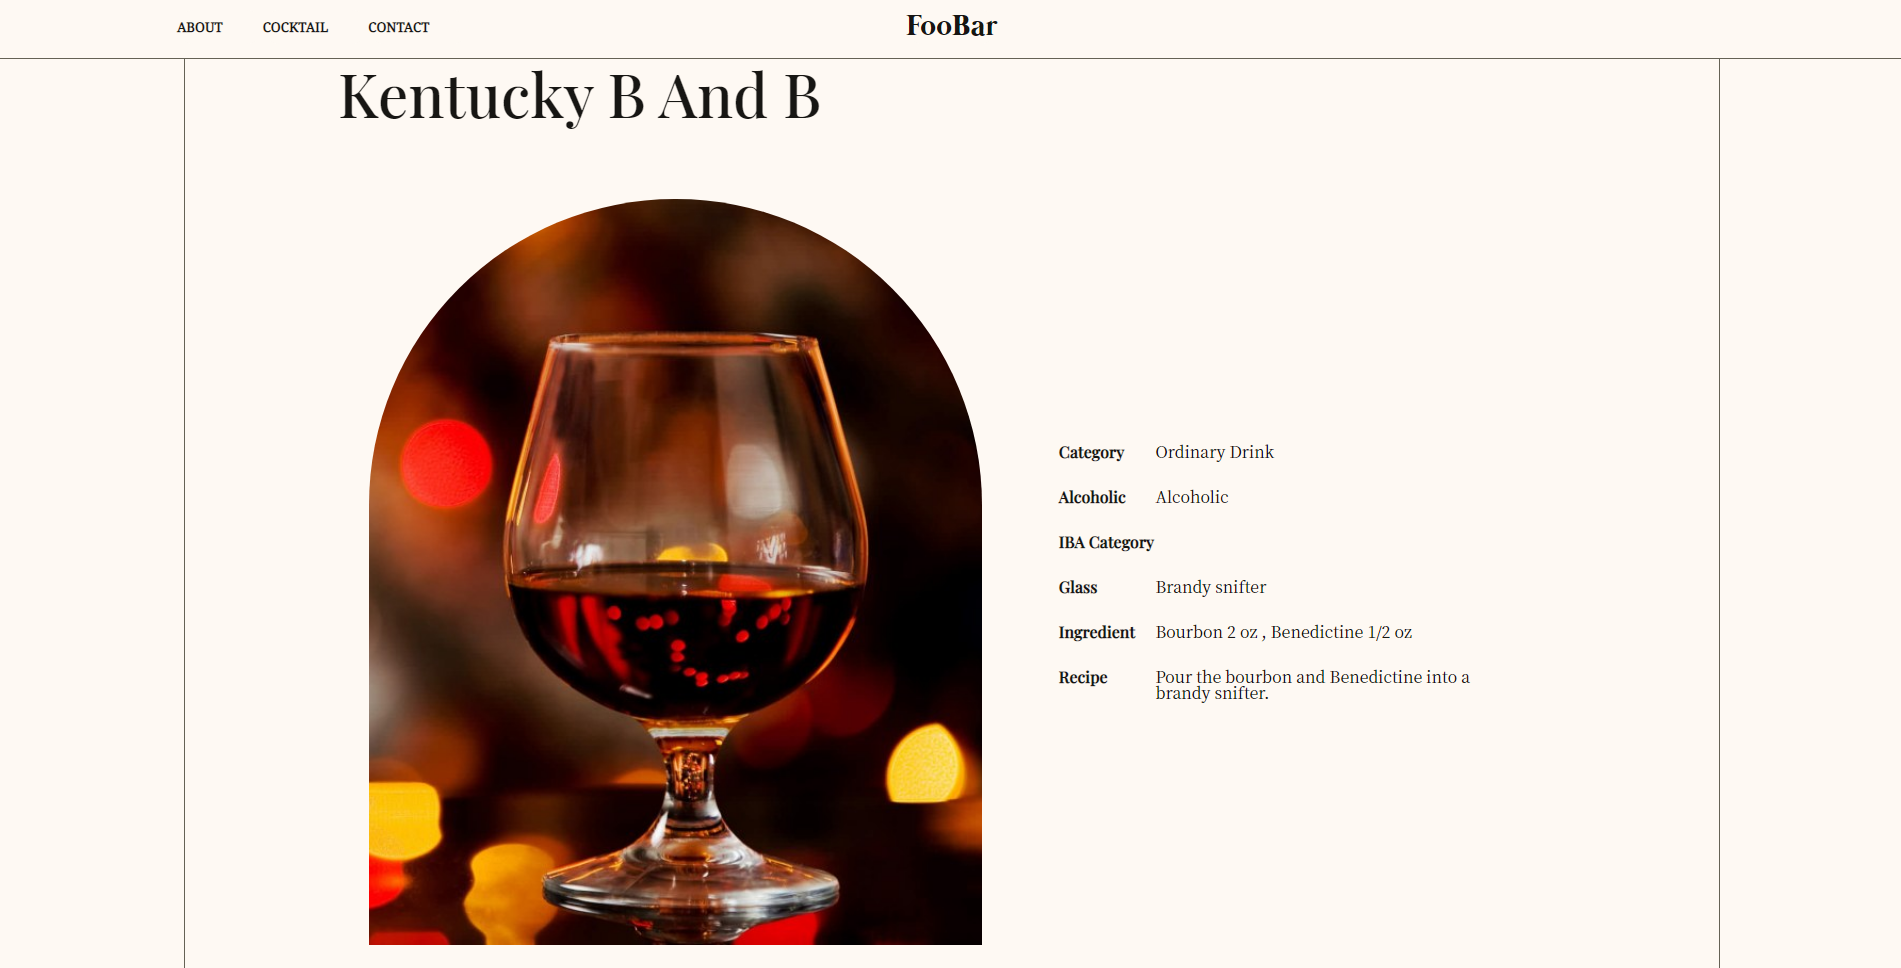 ABOUT COCKTAIL CONTACT FooBar
Kentucky B And B
Category Ordinary Drink
Alcoholic Alcoholic
IBA Category
Glass Brandy snifter
Ingredient Bourbon 2 oz , Benedictine 1/2 oz
Recipe Pour the bourbon and Benedictine into a
brandy snifter.